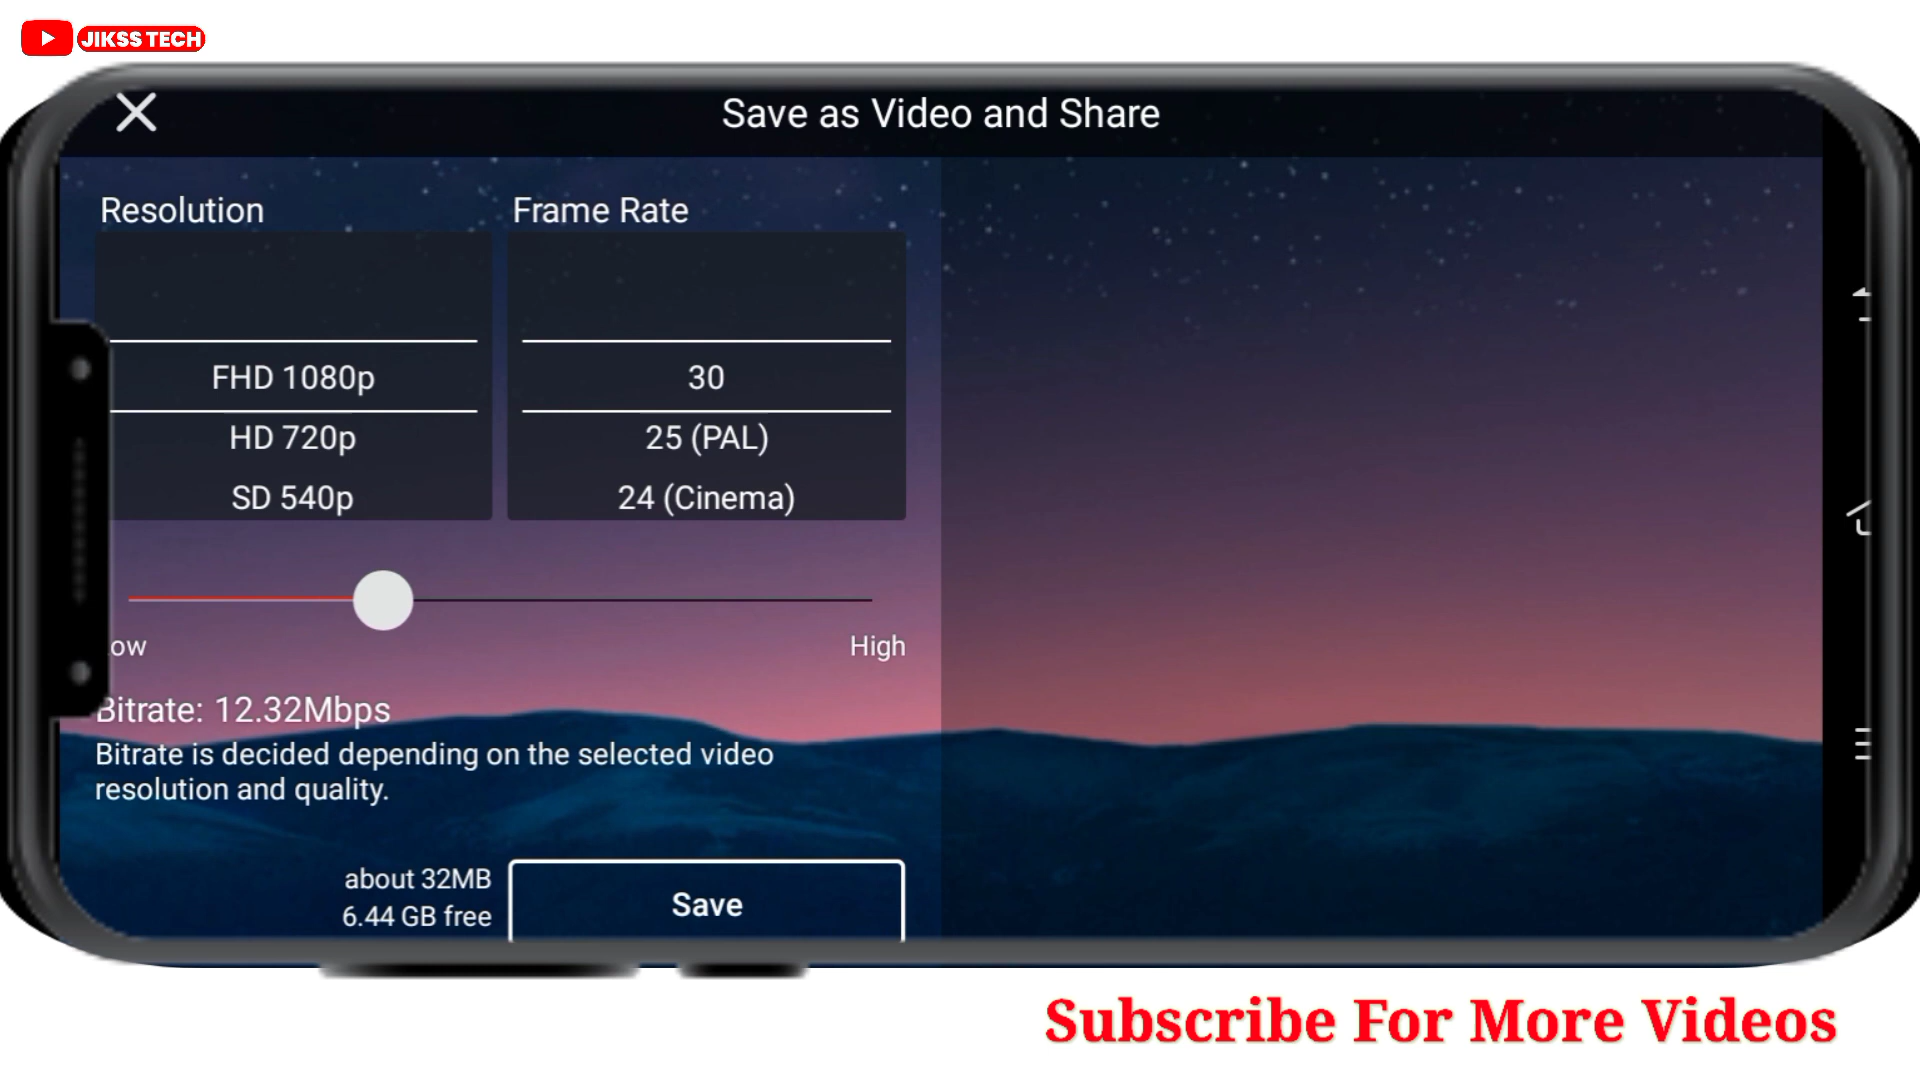 JIKSS TECH
Save as Video and Share
Resolution
Frame Rate
FHD 1080p
30
HD 720p
25 (PAL)
SD 540p
24 (Cinema)
ow
High
Bitrate: 12.32Mbps
Bitrate is decided depending on the selected video
resolution and quality.
about 32MB
6.44 GB free
Save
Subscribe For More Videos